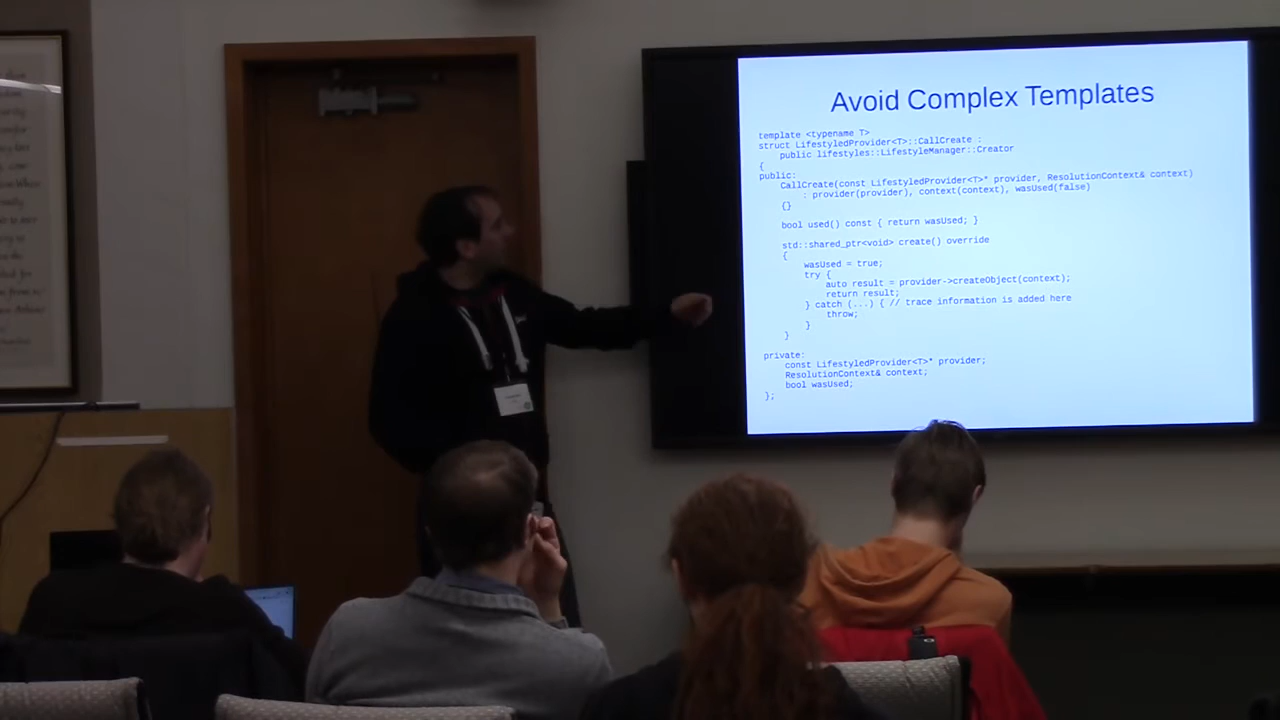 Avoid Complex Templates
template <typename T>
struct LifestyledProvider<T>::CallCreate :
public lifestyles::LifestyleManager::Creator
{
public:
CallCreate(const LifestyledProvider<T>* provider, ResolutionContext& context)
: provider(provider), context(context), wasUsed(false)
{}
bool used() const { return wasUsed; }
std::shared_ptr<void> create() override
{
wasUsed = true;
try {
auto result = provider->createObject(context);
return result;
} catch (...) { // trace information is added here
throw;
}
}
private:
const LifestyledProvider<T>* provider;
ResolutionContext& context;
bool wasUsed;
};